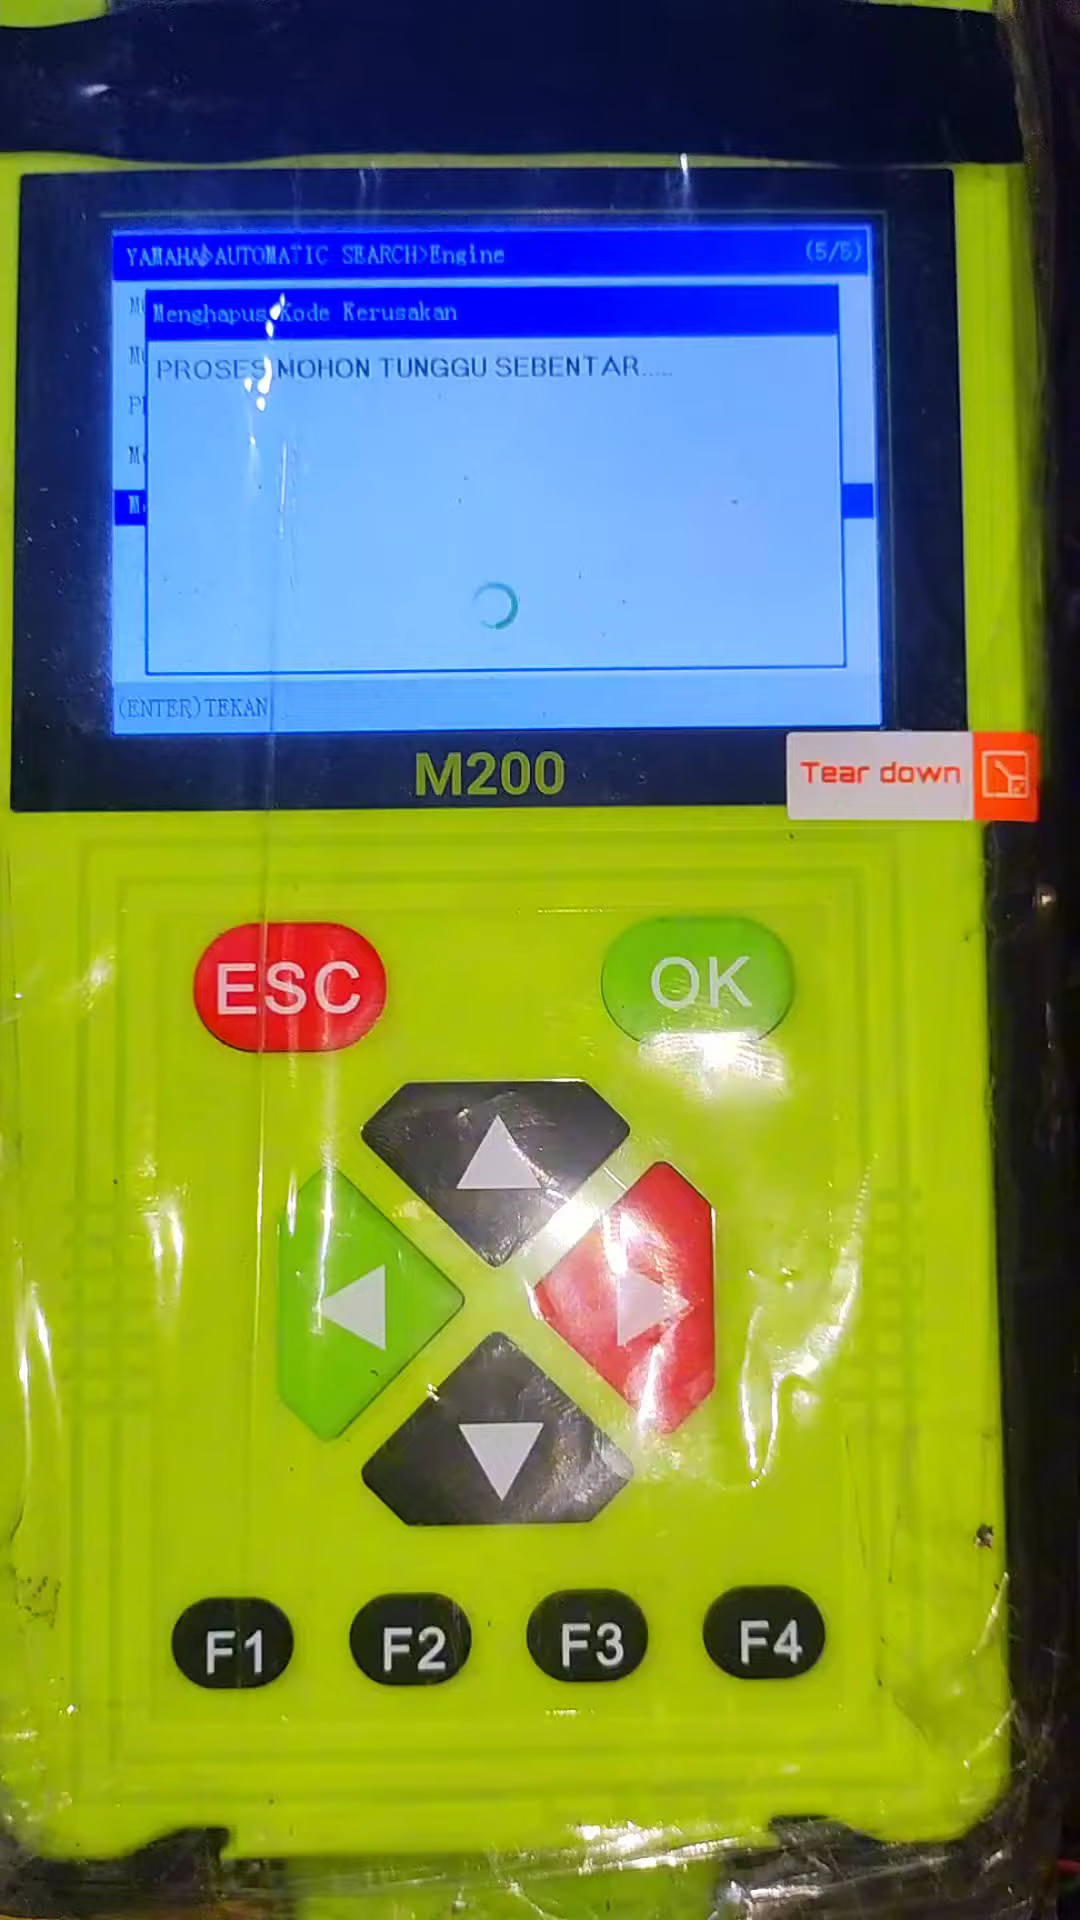 YAMAHA>AUTOMATIC SEARCH>Engine (5/5)
Menghapus Kode Kerusakan
PROSES MOHON TUNGGU SEBENTAR.....
(ENTER)TEKAN
M200
Tear down
ESC
OK
F1
F2
F3
F4